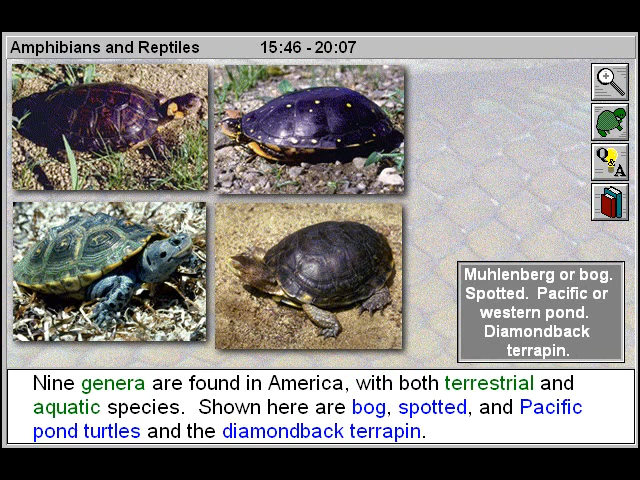 Amphibians and Reptiles 15:46 - 20:07
Q & A
Muhlenberg or bog.
Spotted. Pacific or
western pond.
Diamondback
terrapin.
Nine genera are found in America, with both terrestrial and
aquatic species. Shown here are bog, spotted, and Pacific
pond turtles and the diamondback terrapin.